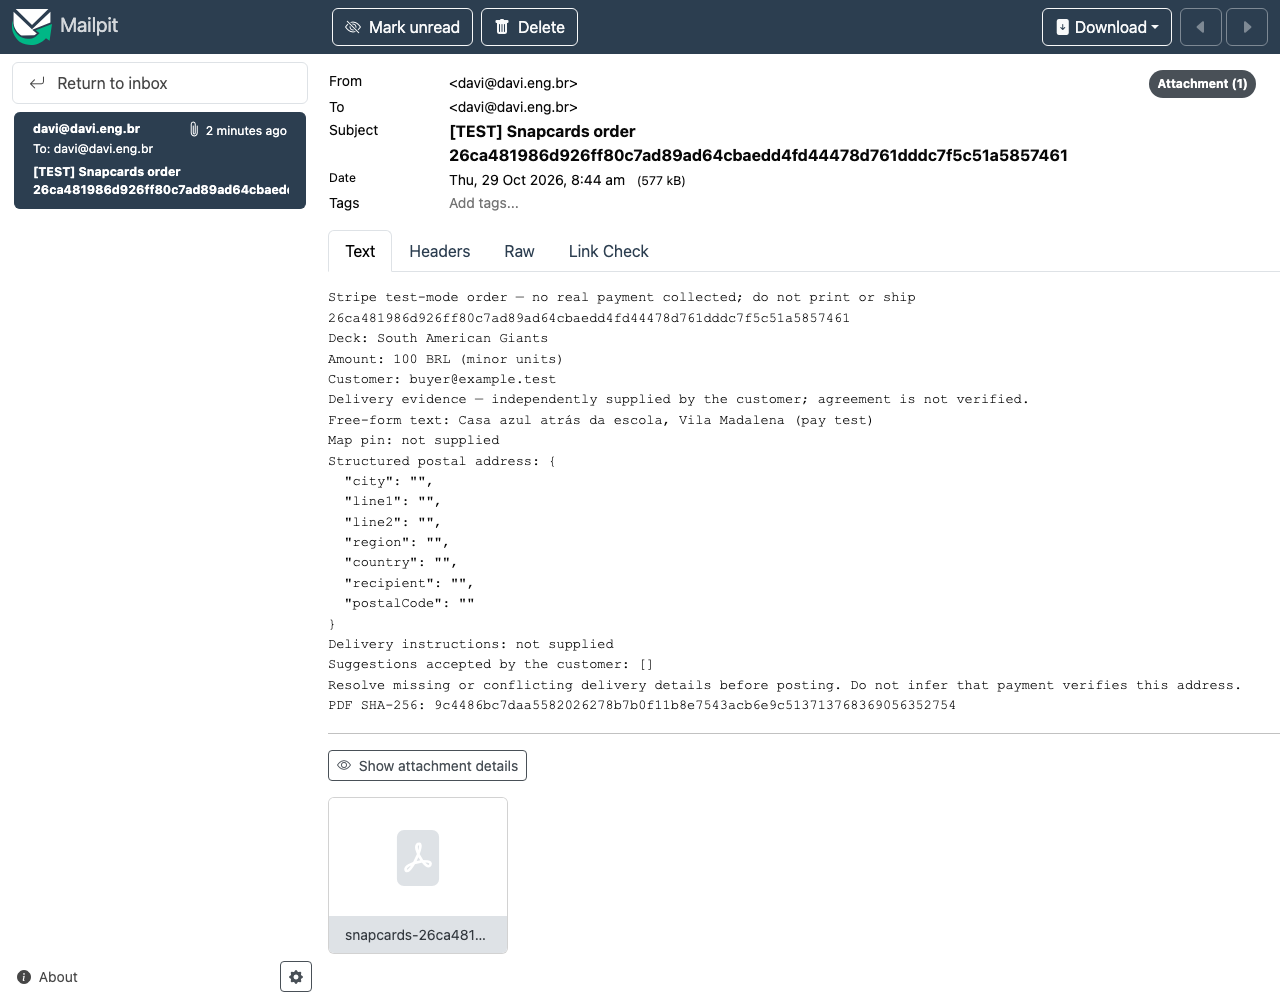 Mailpit
Mark unread
Delete
Download
Return to inbox
davi@davi.eng.br
2 minutes ago
To: davi@davi.eng.br
[TEST] Snapcards order
From
<davi@davi.eng.br>
Attachment (1)
To
<davi@davi.eng.br>
Subject
[TEST] Snapcards order
26ca481986d926ff80c7ad89ad64cbaedd4fd44478d761dddc7f5c51a5857461
Date
Thu, 29 Oct 2026, 8:44 am (577 kB)
Tags
Add tags...
Text
Headers
Raw
Link Check
Stripe test-mode order — no real payment collected; do not print or ship
26ca481986d926ff80c7ad89ad64cbaedd4fd44478d761dddc7f5c51a5857461
Deck: South American Giants
Amount: 100 BRL (minor units)
Customer: buyer@example.test
Delivery evidence — independently supplied by the customer; agreement is not verified.
Free-form text: Casa azul atrás da escola, Vila Madalena (pay test)
Map pin: not supplied
Structured postal address: {
"city": "",
"line1": "",
"line2": "",
"region": "",
"country": "",
"recipient": "",
"postalCode": ""
}
Delivery instructions: not supplied
Suggestions accepted by the customer: []
Resolve missing or conflicting delivery details before posting. Do not infer that payment verifies this address.
PDF SHA-256: 9c4486bc7daa5582026278b7b0f11b8e7543acb6e9c513713768369056352754
Show attachment details
snapcards-26ca481...
About